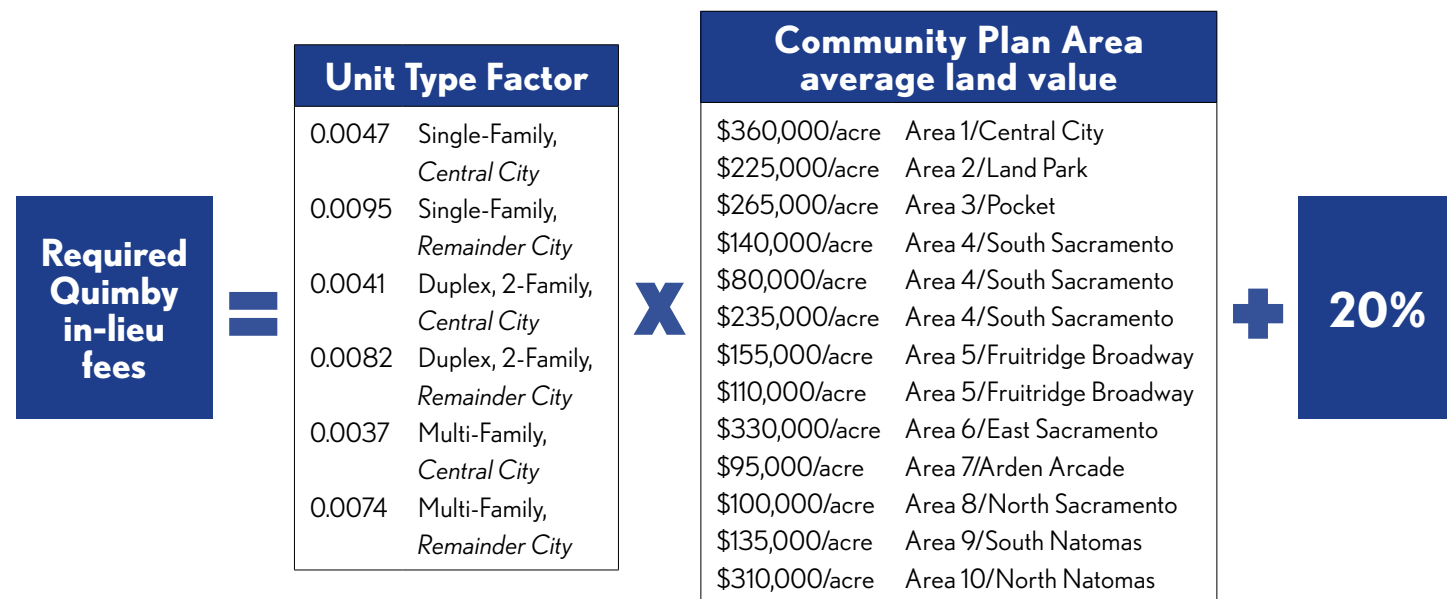 Required
Quimby
in-lieu
fees
=
Unit Type Factor
0.0047 Single-Family,
Central City
0.0095 Single-Family,
Remainder City
0.0041 Duplex, 2-Family,
Central City
0.0082 Duplex, 2-Family,
Remainder City
0.0037 Multi-Family,
Central City
0.0074 Multi-Family,
Remainder City
X
Community Plan Area
average land value
$360,000/acre Area 1/Central City
$225,000/acre Area 2/Land Park
$265,000/acre Area 3/Pocket
$140,000/acre Area 4/South Sacramento
$80,000/acre Area 4/South Sacramento
$235,000/acre Area 4/South Sacramento
$155,000/acre Area 5/Fruitridge Broadway
$110,000/acre Area 5/Fruitridge Broadway
$330,000/acre Area 6/East Sacramento
$95,000/acre Area 7/Arden Arcade
$100,000/acre Area 8/North Sacramento
$135,000/acre Area 9/South Natomas
$310,000/acre Area 10/North Natomas
+
20%